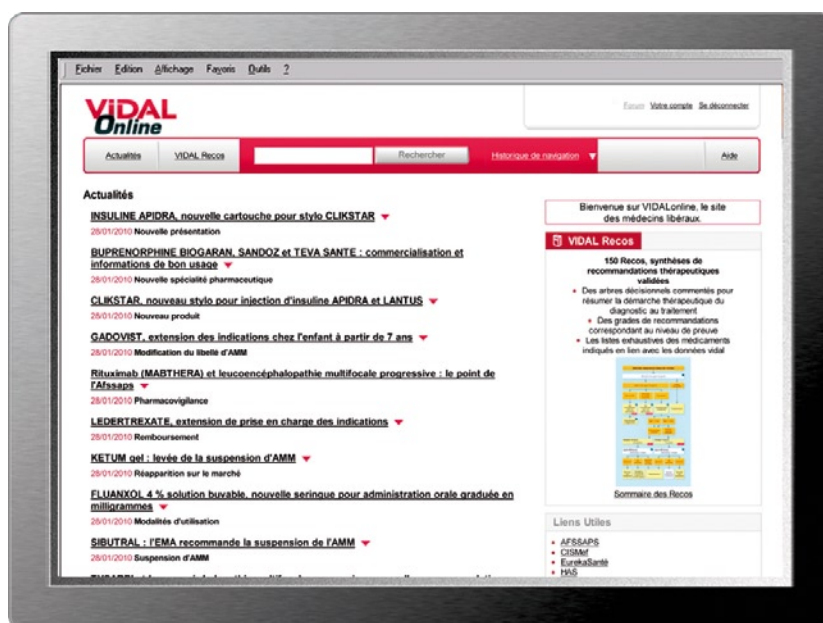 Fichier Edition Affichage Favoris Outils ?
ViDAL
Online
Forum Votre compte Se déconnecter
Actualités VIDAL Recos Rechercher Historique de navigation Aide
Actualités
INSULINE APIDRA, nouvelle cartouche pour stylo CLIKSTAR
28/01/2010 Nouvelle présentation
BUPRENORPHINE BIOGARAN, SANDOZ et TEVA SANTE : commercialisation et
informations de bon usage
28/01/2010 Nouvelle spécialité pharmaceutique
CLIKSTAR, nouveau stylo pour injection d'insuline APIDRA et LANTUS
28/01/2010 Nouveau produit
GADOVIST, extension des indications chez l'enfant à partir de 7 ans
28/01/2010 Modification du libellé d'AMM
Rituximab (MABTHERA) et leucoencéphalopathie multifocale progressive : le point de
l'Afssaps
28/01/2010 Pharmacovigilance
LEDERTREXATE, extension de prise en charge des indications
28/01/2010 Remboursement
KETUM gel : levée de la suspension d'AMM
28/01/2010 Réapparition sur le marché
FLUANXOL 4 % solution buvable, nouvelle seringue pour administration orale graduée en
milligrammes
28/01/2010 Modalités d'utilisation
SIBUTRAL : l'EMA recommande la suspension de l'AMM
28/01/2010 Suspension d'AMM
Bienvenue sur VIDALonline, le site
des médecins libéraux.
VIDAL Recos
150 Recos, synthèses de
recommandations thérapeutiques
validées
Des arbres décisionnels commentés pour
résumer la démarche thérapeutique du
diagnostic au traitement
Des grades de recommandations
correspondant au niveau de preuve
Les listes exhaustives des médicaments
indiqués en lien avec les données vidal
Sommaire des Recos
Liens Utiles
AFSSAPS
CISMef
EurekaSanté
HAS